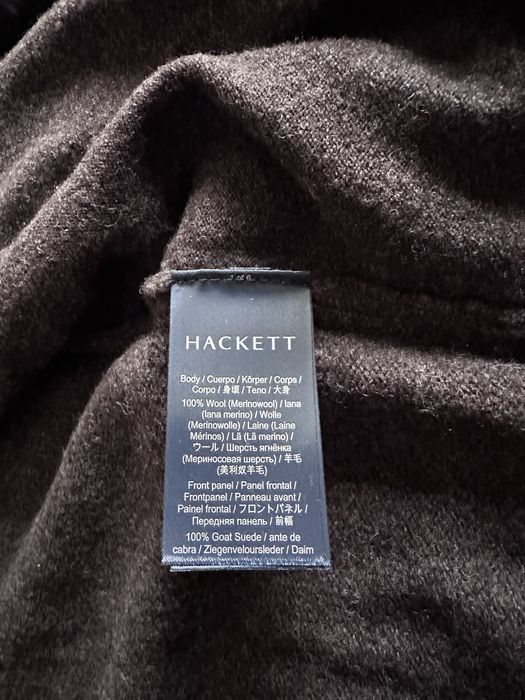 HACKETT
Body / Cuerpo / Körper / Corps /
Corpo / 身頃 / Тело / 大身
100% Wool (Merinowool) / lana
(lana merino) / Wolle
(Merinowolle) / Laine (Laine
Mérinos) / Lã (Lã merino) /
ウール / Шерсть ягнёнка
(Мериносовая шерсть) / 羊毛
(美利奴羊毛)
Front panel / Panel frontal /
Frontpanel / Panneau avant /
Painel frontal / フロントパネル /
Передняя панель / 前幅
100% Goat Suede / ante de
cabra / Ziegenveloursleder / Daim